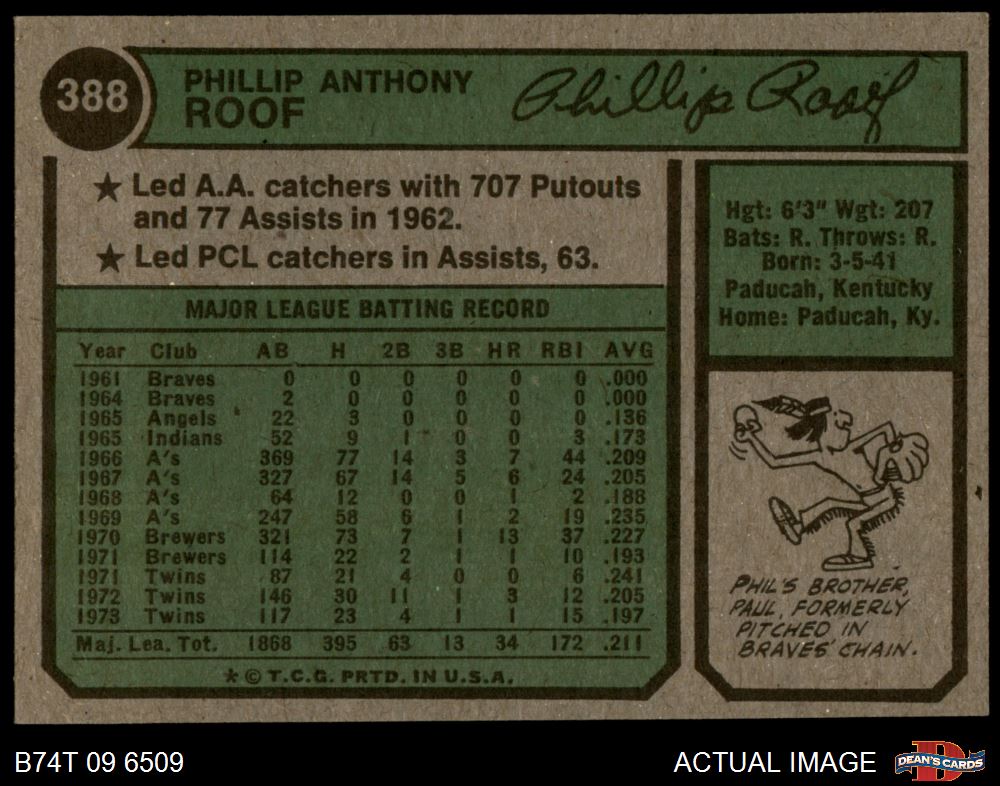 388
PHILLIP ANTHONY
ROOF
Phillip Roof
★ Led A.A. catchers with 707 Putouts
and 77 Assists in 1962.
★ Led PCL catchers in Assists, 63.
Hgt: 6'3" Wgt: 207
Bats: R. Throws: R.
Born: 3-5-41
Paducah, Kentucky
Home: Paducah, Ky.
MAJOR LEAGUE BATTING RECORD
Year Club AB H 2B 3B HR RBI AVG
1961 Braves 0 0 0 0 0 0 .000
1964 Braves 2 0 0 0 0 0 .000
1965 Angels 22 3 0 0 0 0 .136
1965 Indians 52 9 1 0 0 3 .173
1966 A's 369 77 14 3 7 44 .209
1967 A's 327 67 14 5 6 24 .205
1968 A's 64 12 0 0 1 2 .188
1969 A's 247 58 6 1 2 19 .235
1970 Brewers 321 73 7 1 13 37 .227
1971 Brewers 114 22 2 1 1 10 .193
1971 Twins 87 21 4 0 0 6 .241
1972 Twins 146 30 11 1 3 12 .205
1973 Twins 117 23 4 1 1 15 .197
Maj. Lea. Tot. 1868 395 63 13 34 172 .211
★ © T.C.G. PRTD. IN U.S.A.
PHIL'S BROTHER,
PAUL, FORMERLY
PITCHED IN
BRAVES' CHAIN.
B74T 09 6509
ACTUAL IMAGE
D
DEAN'S CARDS